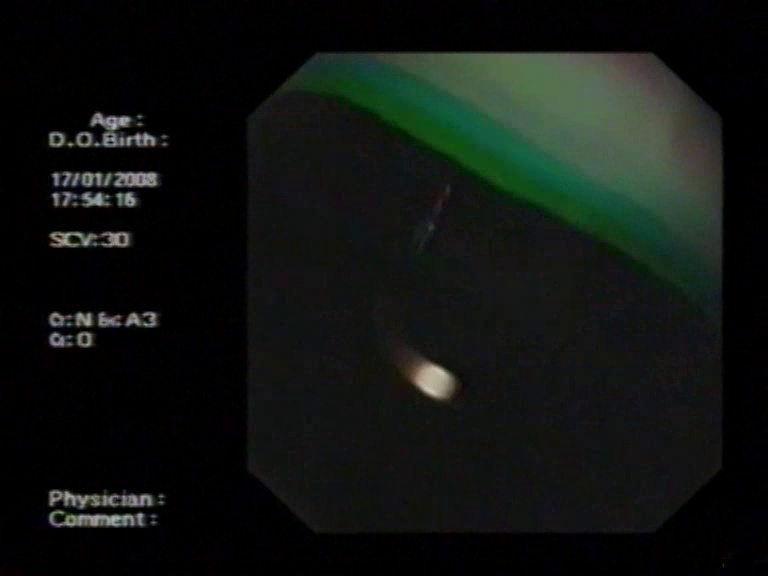 Age:
D.O.Birth:
17/01/2008
17:54:16
SCV:30
Physician:
Comment: